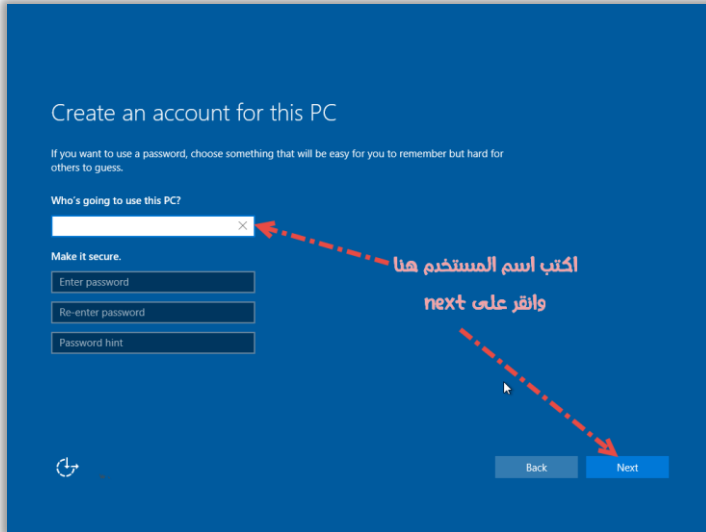 Create an account for this PC
If you want to use a password, choose something that will be easy for you to remember but hard for
others to guess.
Who's going to use this PC?
Make it secure.
Enter password
Re-enter password
Password hint
اكتب اسم المستخدم هنا
وانقر على next
Back
Next